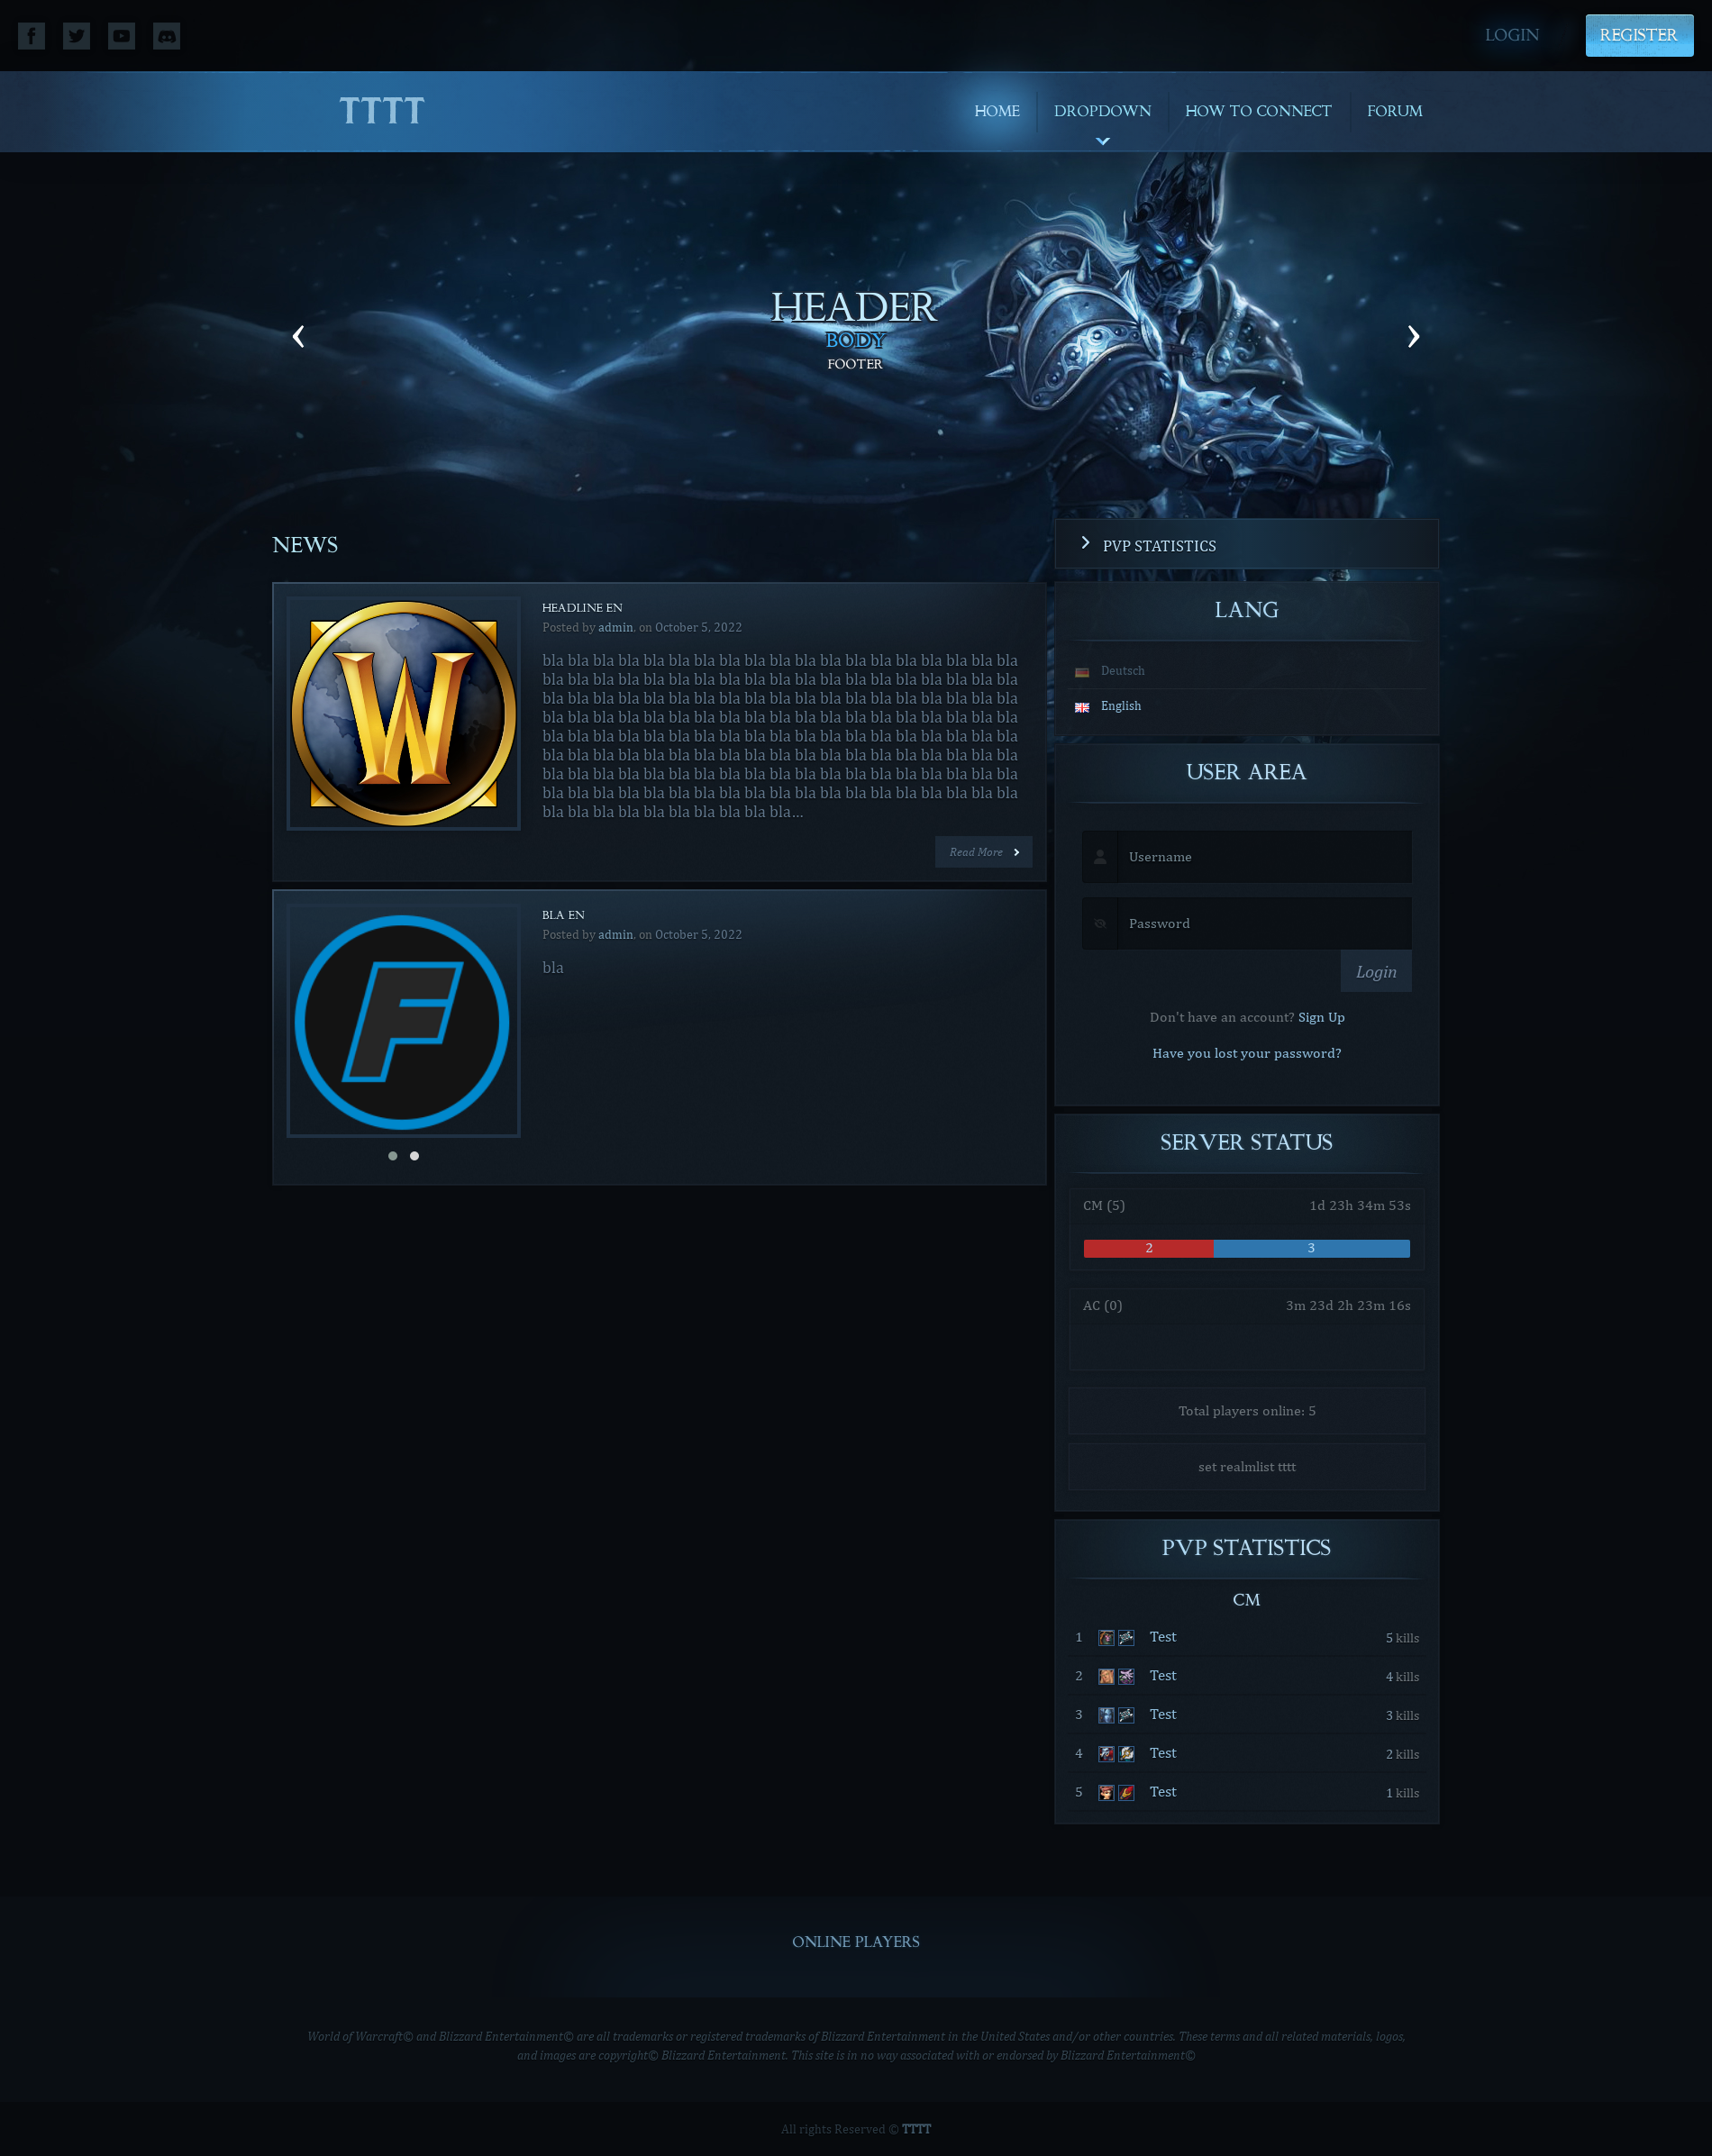 LOGIN
REGISTER
TTTT
HOME
DROPDOWN
HOW TO CONNECT
FORUM
HEADER
BODY
FOOTER
NEWS
HEADLINE EN
Posted by admin, on October 5, 2022
bla bla bla bla bla bla bla bla bla bla bla bla bla bla bla bla bla bla bla
bla bla bla bla bla bla bla bla bla bla bla bla bla bla bla bla bla bla bla
bla bla bla bla bla bla bla bla bla bla bla bla bla bla bla bla bla bla bla
bla bla bla bla bla bla bla bla bla bla bla bla bla bla bla bla bla bla bla
bla bla bla bla bla bla bla bla bla bla bla bla bla bla bla bla bla bla bla
bla bla bla bla bla bla bla bla bla bla bla bla bla bla bla bla bla bla bla
bla bla bla bla bla bla bla bla bla bla bla bla bla bla bla bla bla bla bla
bla bla bla bla bla bla bla bla bla bla bla bla bla bla bla bla bla bla bla
bla bla bla bla bla bla bla bla bla bla...
Read More
BLA EN
Posted by admin, on October 5, 2022
bla
PVP STATISTICS
LANG
Deutsch
English
USER AREA
Username
Password
Login
Don't have an account? Sign Up
Have you lost your password?
SERVER STATUS
CM (5) 1d 23h 34m 53s
2 3
AC (0) 3m 23d 2h 23m 16s
Total players online: 5
set realmlist tttt
PVP STATISTICS
CM
1 Test 5 kills
2 Test 4 kills
3 Test 3 kills
4 Test 2 kills
5 Test 1 kills
ONLINE PLAYERS
World of Warcraft© and Blizzard Entertainment© are all trademarks or registered trademarks of Blizzard Entertainment in the United States and/or other countries. These terms and all related materials, logos,
and images are copyright© Blizzard Entertainment. This site is in no way associated with or endorsed by Blizzard Entertainment©
All rights Reserved © TTTT